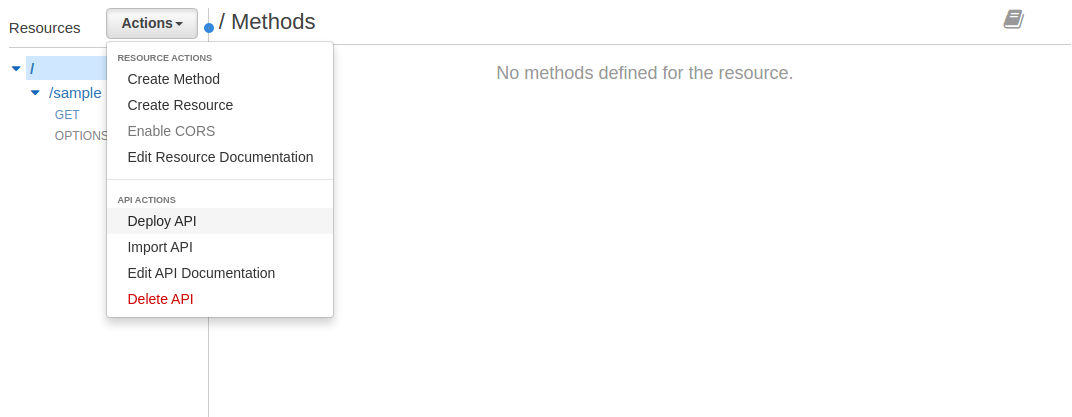 Resources
Actions
/ Methods
RESOURCE ACTIONS
Create Method
Create Resource
Enable CORS
Edit Resource Documentation
API ACTIONS
Deploy API
Import API
Edit API Documentation
Delete API
/
/sample
GET
OPTIONS
No methods defined for the resource.